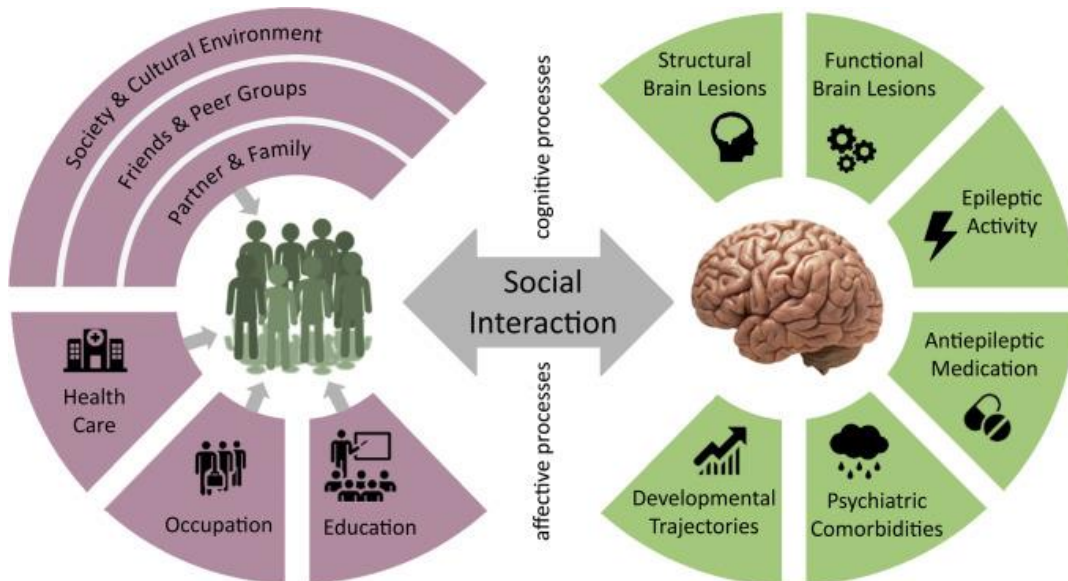 Society & Cultural Environment
Friends & Peer Groups
Partner & Family
Health
Care
Occupation
Education
cognitive processes
Social
Interaction
affective processes
Structural
Brain Lesions
Functional
Brain Lesions
Epileptic
Activity
Antiepileptic
Medication
Psychiatric
Comorbidities
Developmental
Trajectories